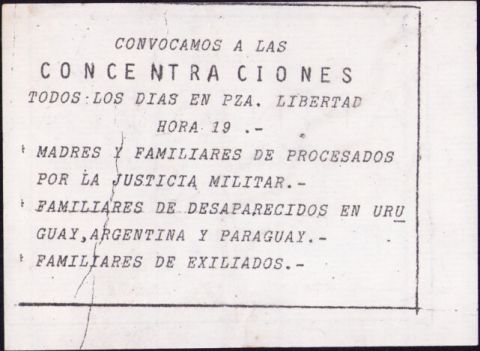 CONVOCAMOS A LAS
CONCENTRACIONES
TODOS LOS DIAS EN PZA. LIBERTAD
HORA 19 .-
* MADRES Y FAMILIARES DE PROCESADOS
POR LA JUSTICIA MILITAR.-
* FAMILIARES DE DESAPARECIDOS EN URU
GUAY,ARGENTINA Y PARAGUAY.-
* FAMILIARES DE EXILIADOS.-